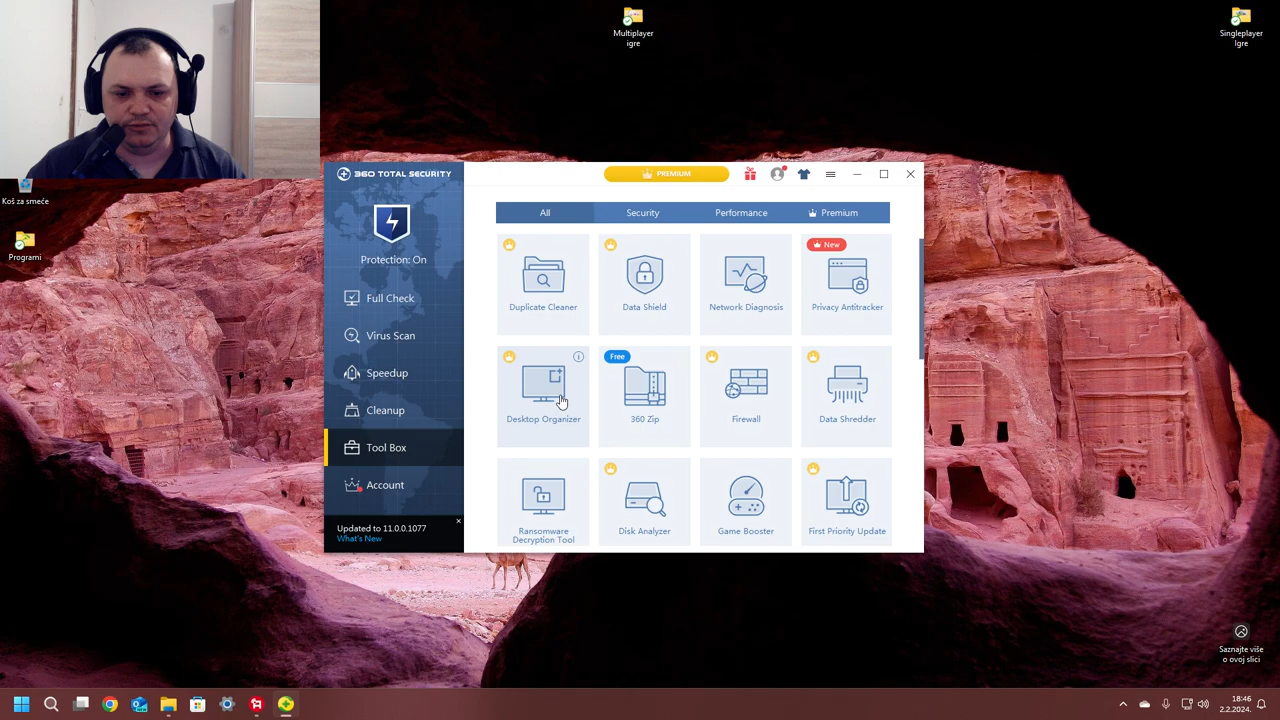 Multiplayer
igre
Singleplayer
Igre
Koš za smeće
Programi
360 TOTAL SECURITY
PREMIUM
Protection: On
Full Check
Virus Scan
Speedup
Cleanup
Tool Box
Account
Updated to 11.0.0.1077
What's New
All
Security
Performance
Premium
Duplicate Cleaner
Data Shield
Network Diagnosis
New
Privacy Antitracker
Desktop Organizer
Free
360 Zip
Firewall
Data Shredder
Ransomware
Decryption Tool
Disk Analyzer
Game Booster
First Priority Update
Saznajte više
o ovoj slici
18:46
2.2.2024.